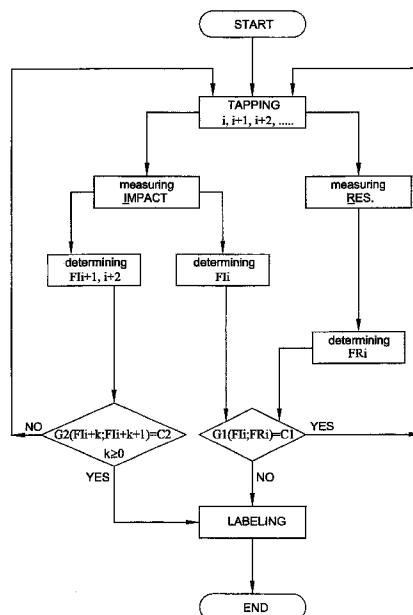 START
TAPPING
i, i+1, i+2, .....
measuring
IMPACT
measuring
RES.
determining
FIi+1, i+2
determining
FIi
determining
FRi
NO
G2(FIi+k;FIi+k+1)=C2
k≥0
YES
G1(FIi;FRi)=C1
YES
NO
LABELING
END